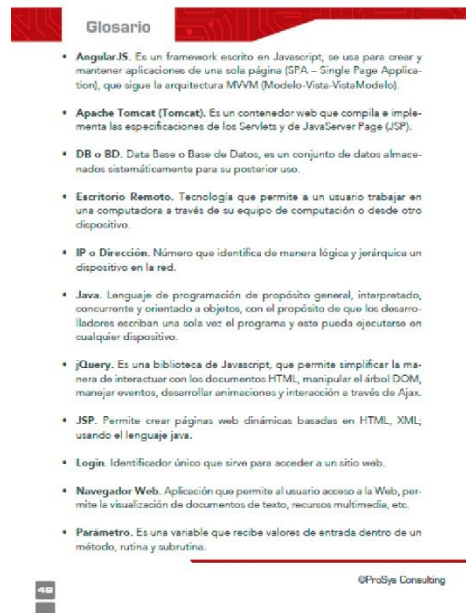 Glosario
• AngularJS. Es un framework escrito en Javascript, se usa para crear y
mantener aplicaciones de una sola página (SPA – Single Page Applica-
tion), que sigue la arquitectura MVVM (Modelo-Vista-VistaModelo).
• Apache Tomcat (Tomcat). Es un contenedor web que compila e imple-
menta las especificaciones de los Servlets y de JavaServer Page (JSP).
• DB o BD. Data Base o Base de Datos, es un conjunto de datos almace-
nados sistemáticamente para su posterior uso.
• Escritorio Remoto. Tecnología que permite a un usuario trabajar en
una computadora a través de su equipo de computación o desde otro
dispositivo.
• IP o Dirección. Número que identifica de manera lógica y jerárquica un
dispositivo en la red.
• Java. Lenguaje de programación de propósito general, interpretado,
concurrente y orientado a objetos, con el propósito de que los desarro-
lladores escriban una sola vez el programa y este pueda ejecutarse en
cualquier dispositivo.
• jQuery. Es una biblioteca de Javascript, que permite simplificar la ma-
nera de interactuar con los documentos HTML, manipular el árbol DOM,
manejar eventos, desarrollar animaciones y interacción a través de Ajax.
• JSP. Permite crear páginas web dinámicas basadas en HTML, XML;
usando el lenguaje java.
• Login. Identificador único que sirve para acceder a un sitio web.
• Navegador Web. Aplicación que permite al usuario acceso a la Web, per-
mite la visualización de documentos de texto, recursos multimedia, etc.
• Parámetro. Es una variable que recibe valores de entrada dentro de un
método, rutina y subrutina.
©ProSys Consulting
48